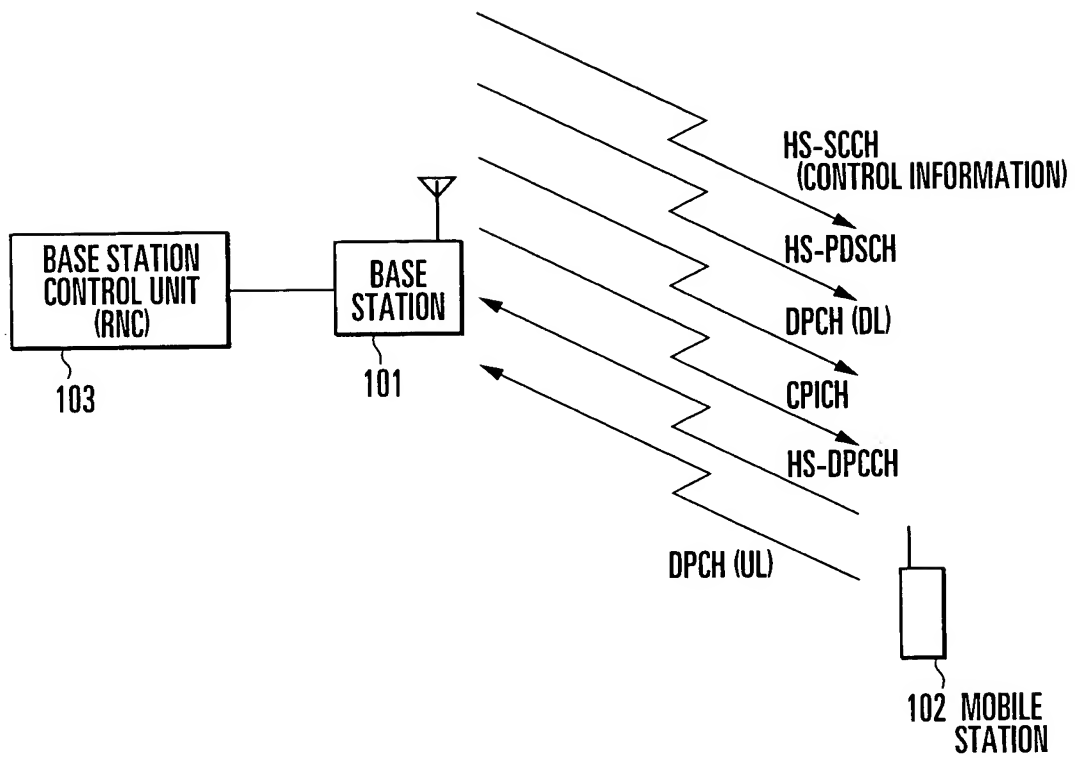 HS-SCCH
(CONTROL INFORMATION)
HS-PDSCH
DPCH (DL)
CPICH
HS-DPCCH
DPCH (UL)
BASE STATION
CONTROL UNIT
(RNC)
103
BASE
STATION
101
102 MOBILE
STATION